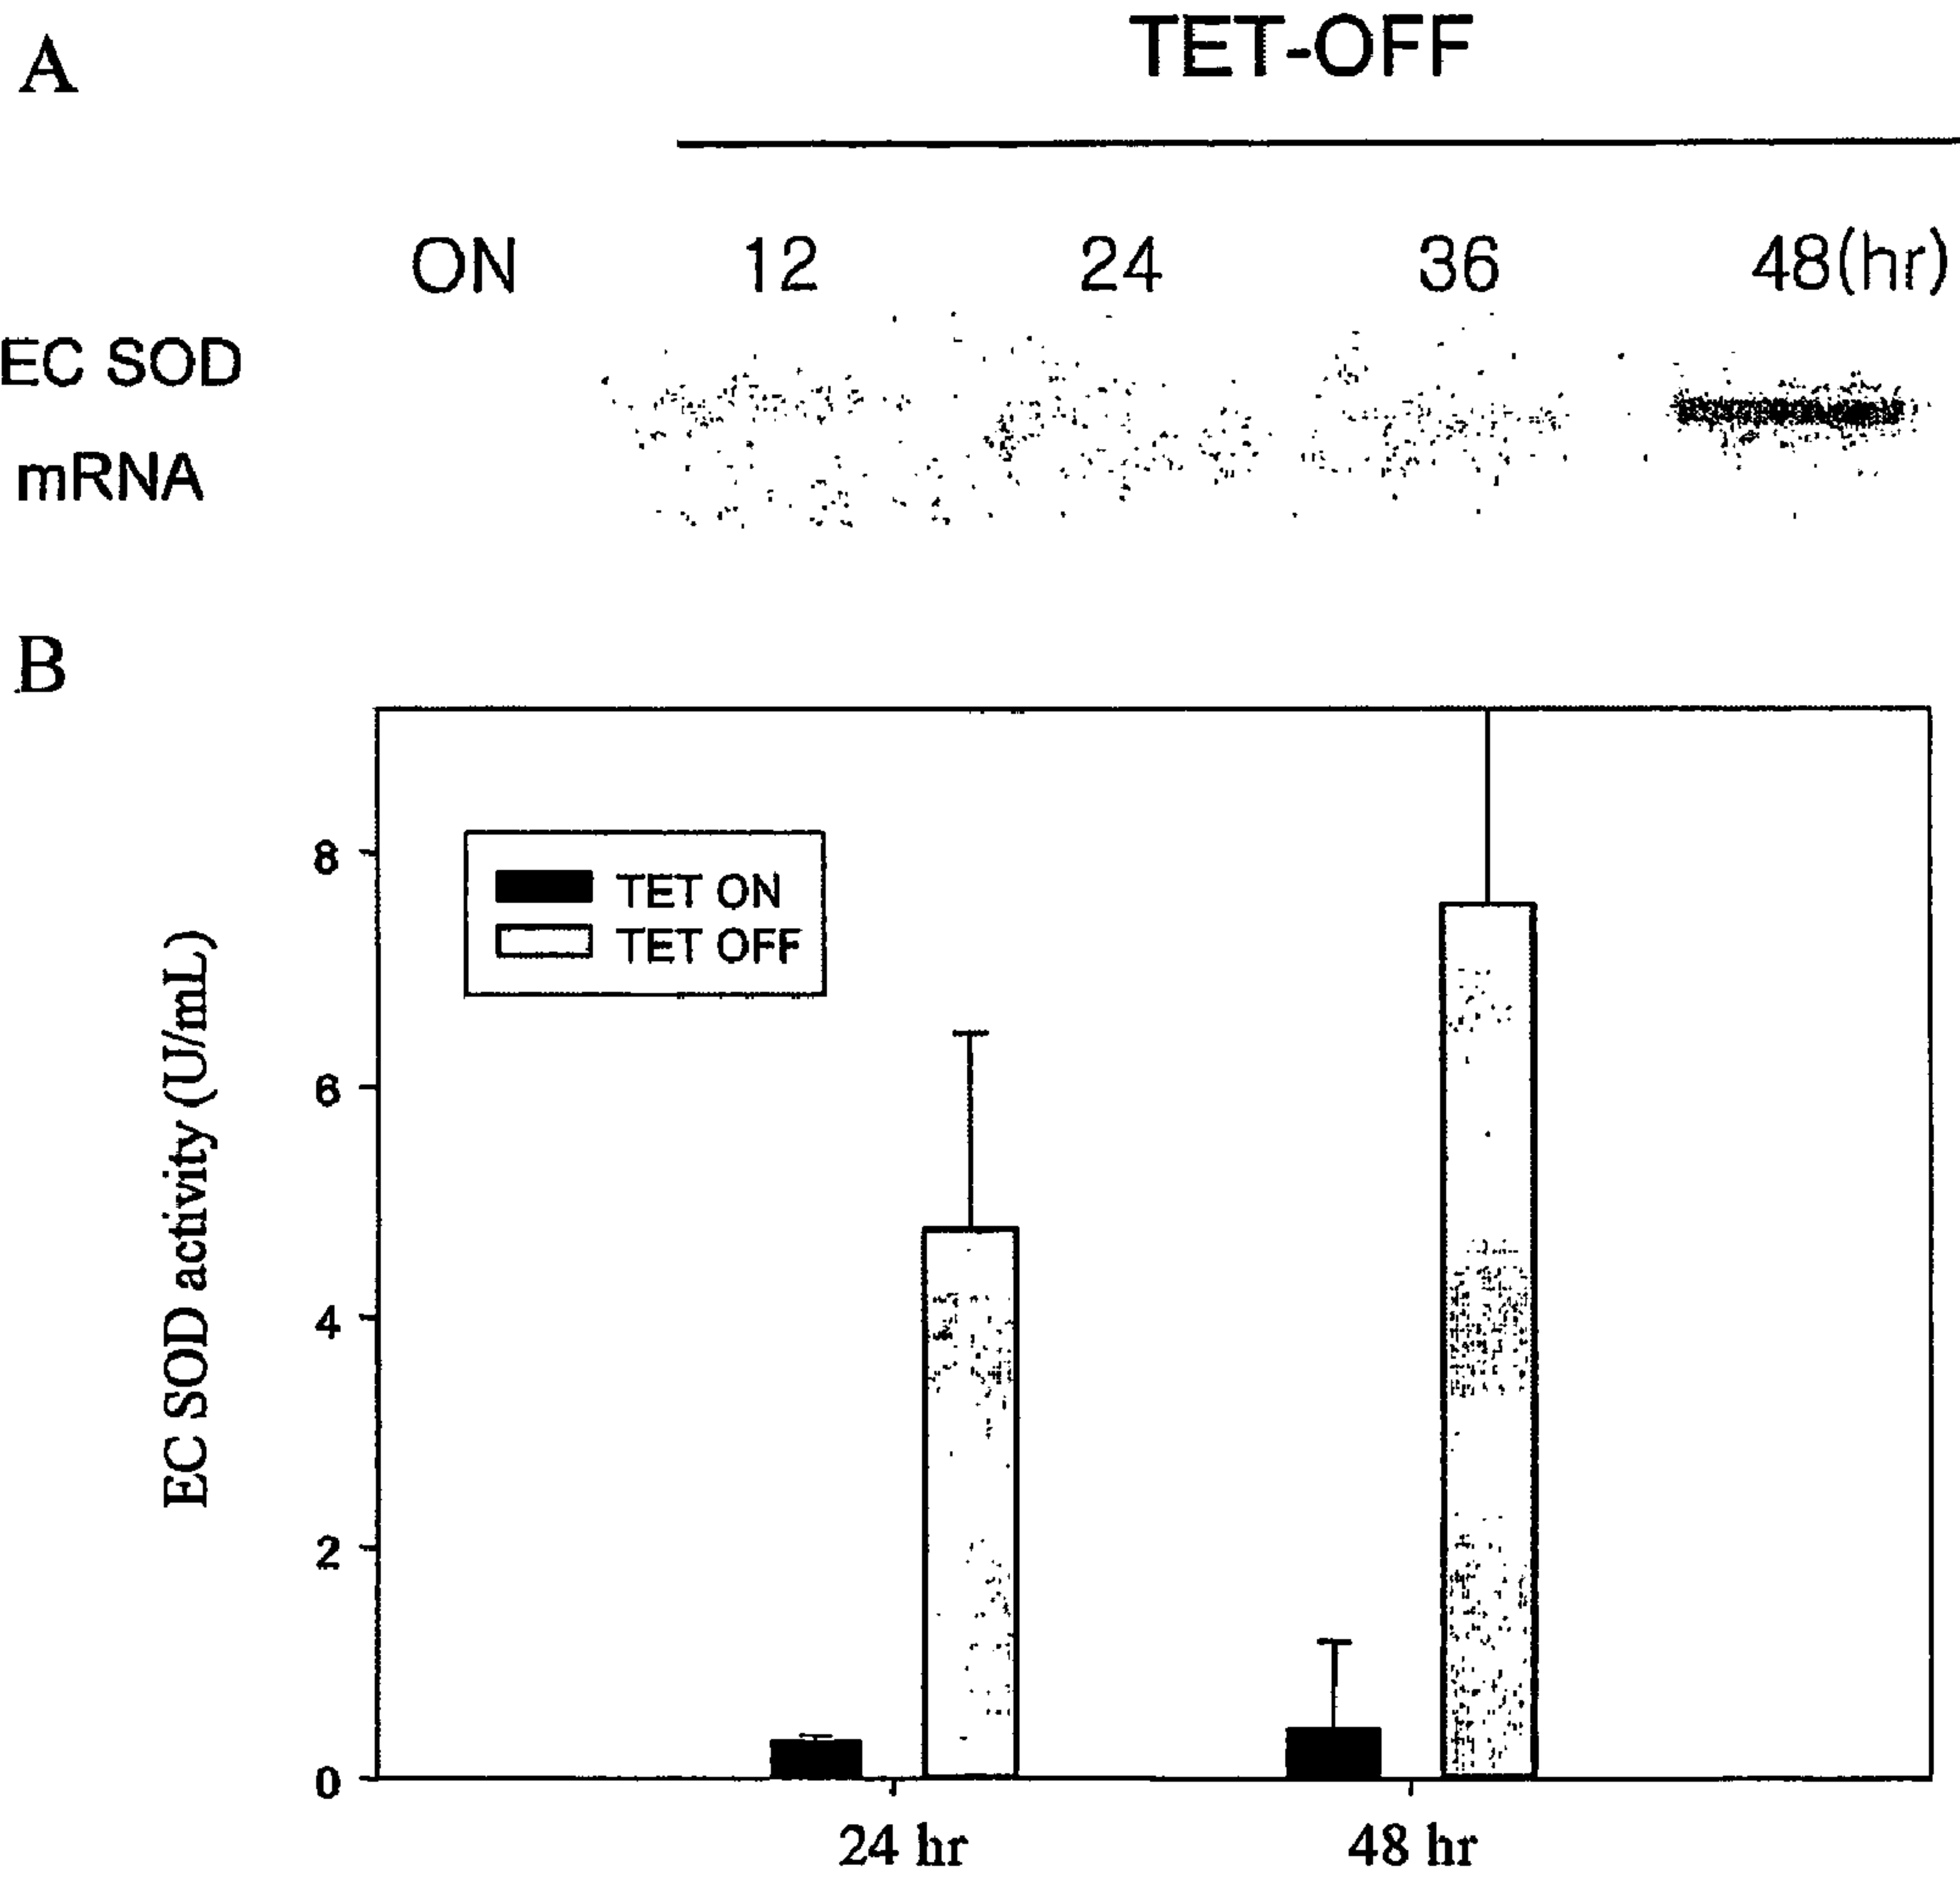 A
TET-OFF
ON 12 24 36 48(hr)
EC SOD
mRNA
B
8
6
4
2
0
EC SOD activity (U/mL)
TET ON
TET OFF
24 hr 48 hr